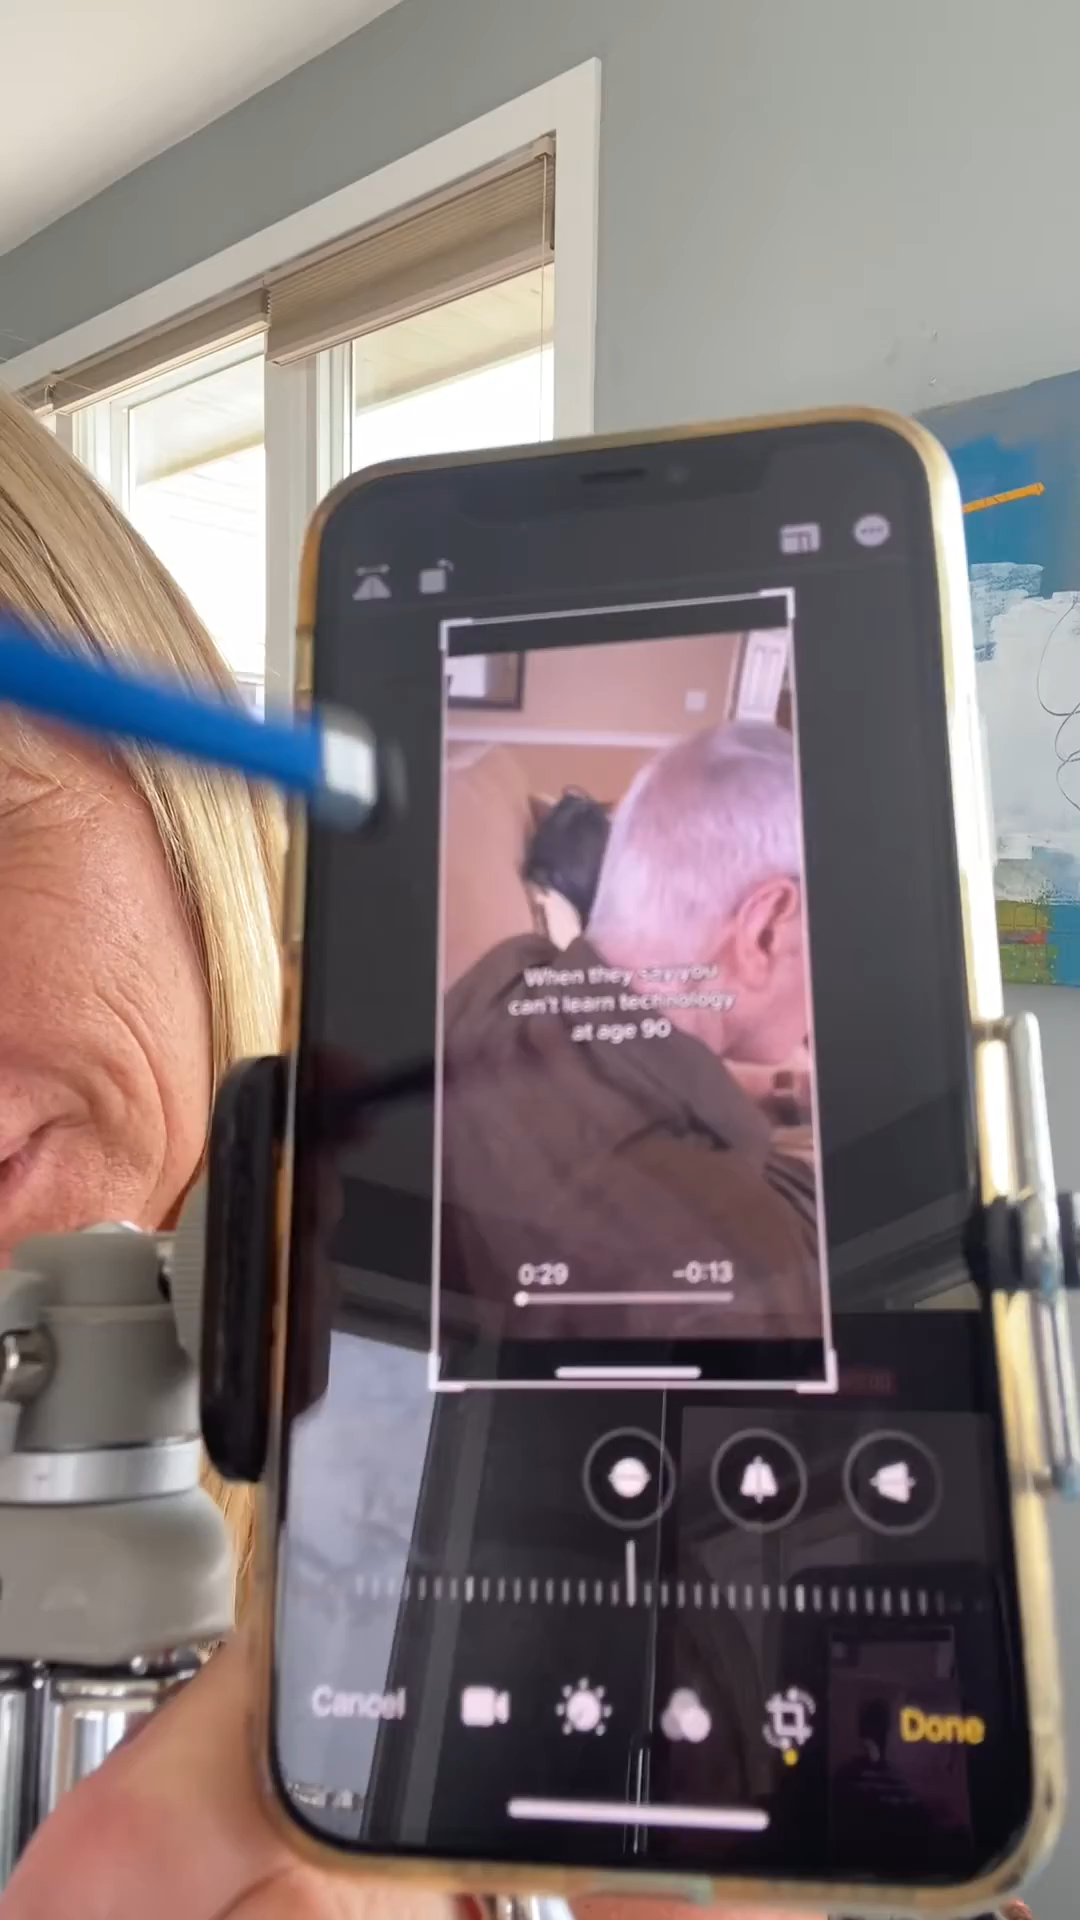 When they say you
can't learn technology
at age 90
0:29
-0:13
Cancel
Done